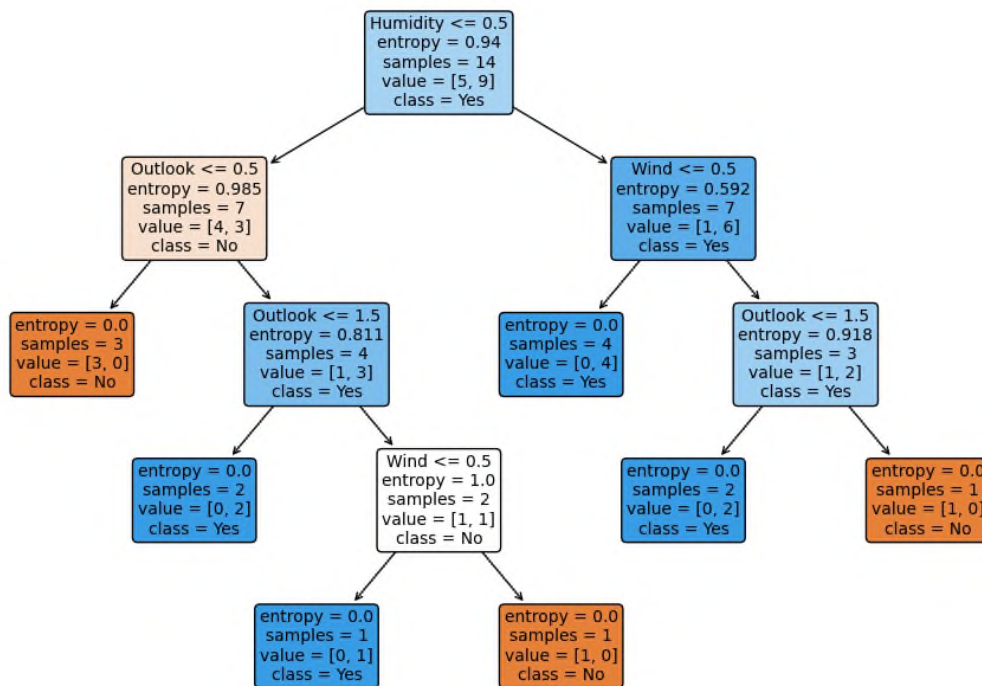 Humidity <= 0.5
entropy = 0.94
samples = 14
value = [5, 9]
class = Yes
Outlook <= 0.5
entropy = 0.985
samples = 7
value = [4, 3]
class = No
Wind <= 0.5
entropy = 0.592
samples = 7
value = [1, 6]
class = Yes
entropy = 0.0
samples = 3
value = [3, 0]
class = No
Outlook <= 1.5
entropy = 0.811
samples = 4
value = [1, 3]
class = Yes
entropy = 0.0
samples = 4
value = [0, 4]
class = Yes
Outlook <= 1.5
entropy = 0.918
samples = 3
value = [1, 2]
class = Yes
entropy = 0.0
samples = 2
value = [0, 2]
class = Yes
Wind <= 0.5
entropy = 1.0
samples = 2
value = [1, 1]
class = No
entropy = 0.0
samples = 2
value = [0, 2]
class = Yes
entropy = 0.0
samples = 1
value = [1, 0]
class = No
entropy = 0.0
samples = 1
value = [0, 1]
class = Yes
entropy = 0.0
samples = 1
value = [1, 0]
class = No